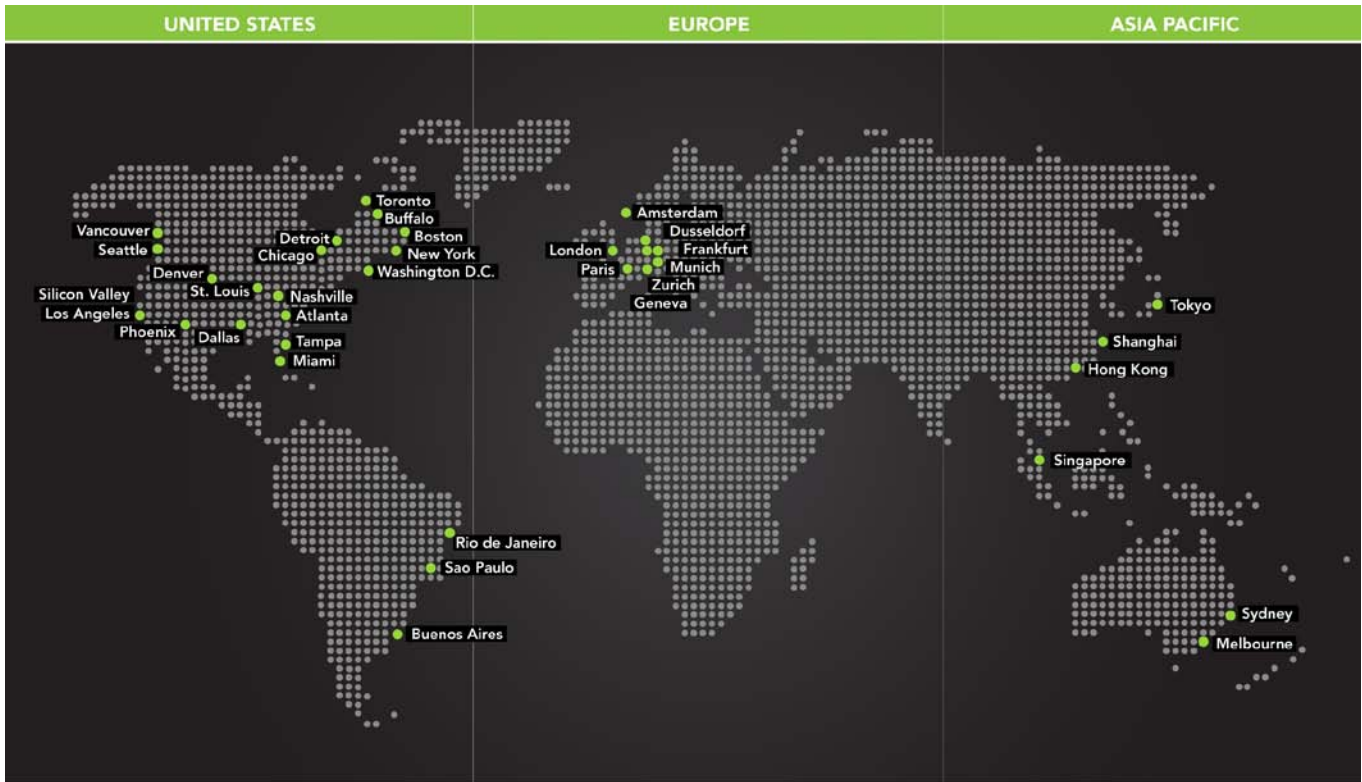 UNITED STATES
EUROPE
ASIA PACIFIC
Toronto
Buffalo
Vancouver
Boston
Detroit
Seattle
New York
Chicago
Washington D.C.
Denver
St. Louis
Silicon Valley
Nashville
Los Angeles
Atlanta
Phoenix
Dallas
Tampa
Miami
Rio de Janeiro
Sao Paulo
Buenos Aires
Amsterdam
Dusseldorf
London
Frankfurt
Paris
Munich
Zurich
Geneva
Tokyo
Shanghai
Hong Kong
Singapore
Sydney
Melbourne